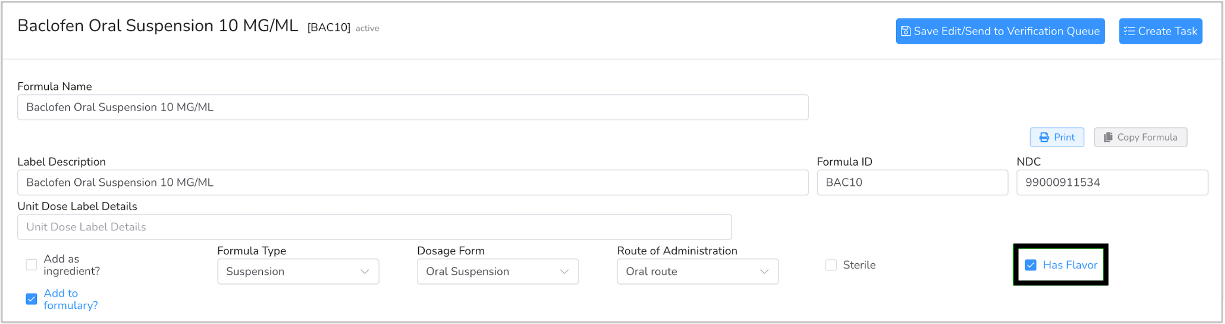 Baclofen Oral Suspension 10 MG/ML [BAC10] active
Save Edit/Send to Verification Queue Create Task
Formula Name
Baclofen Oral Suspension 10 MG/ML
Print Copy Formula
Label Description Formula ID NDC
Baclofen Oral Suspension 10 MG/ML BAC10 99000911534
Unit Dose Label Details
Unit Dose Label Details
Add as
ingredient?
Formula Type Dosage Form Route of Administration
Suspension Oral Suspension Oral route Sterile Has Flavor
Add to
formulary?